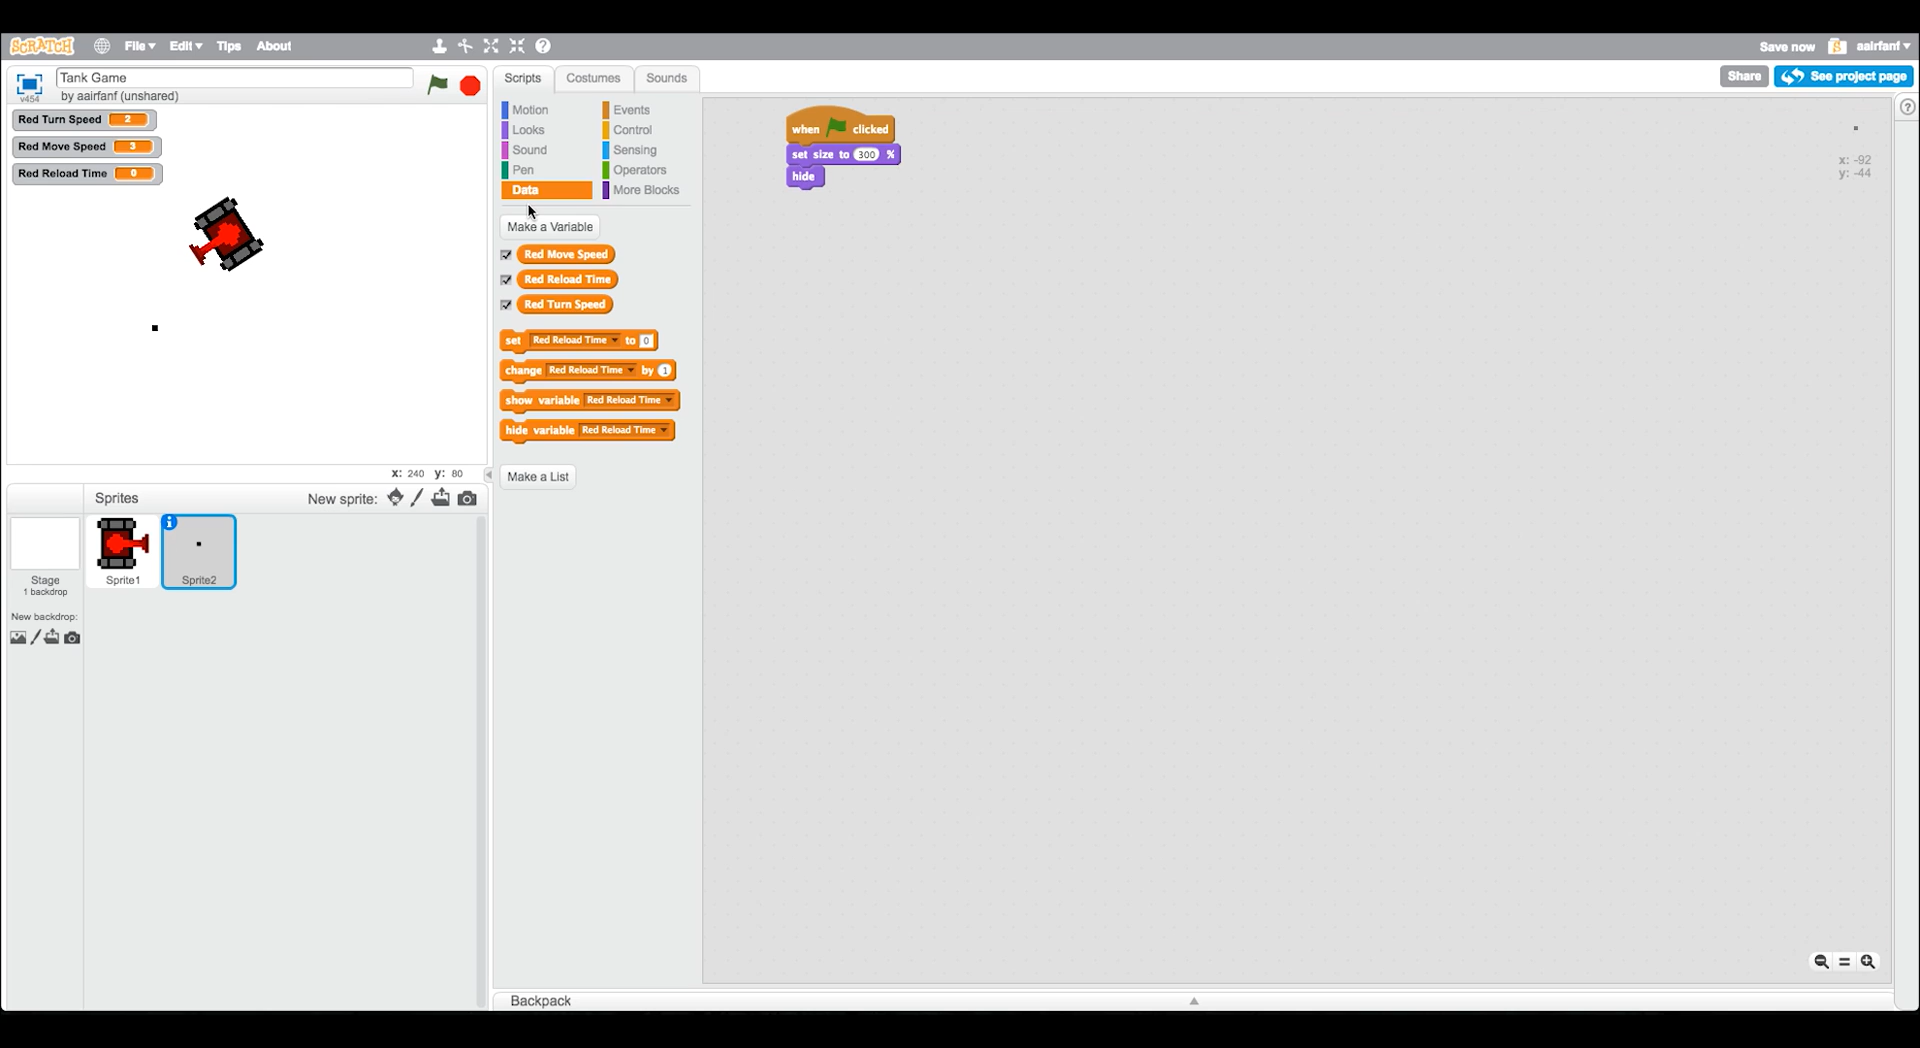 SCRATCH File Edit Tips About Save now aairfanf
v454 Tank Game
by aairfanf (unshared)
Scripts Costumes Sounds
Share See project page
Red Turn Speed 2
Red Move Speed 3
Red Reload Time 0
x: 240 y: 80
Motion Events
Looks Control
Sound Sensing
Pen Operators
Data More Blocks
Make a Variable
Red Move Speed
Red Reload Time
Red Turn Speed
set Red Reload Time to 0
change Red Reload Time by 1
show variable Red Reload Time
hide variable Red Reload Time
Make a List
when clicked
set size to 300 %
hide
x: -92
y: -44
Sprites New sprite:
Stage
1 backdrop
New backdrop:
Sprite1
Sprite2
Backpack